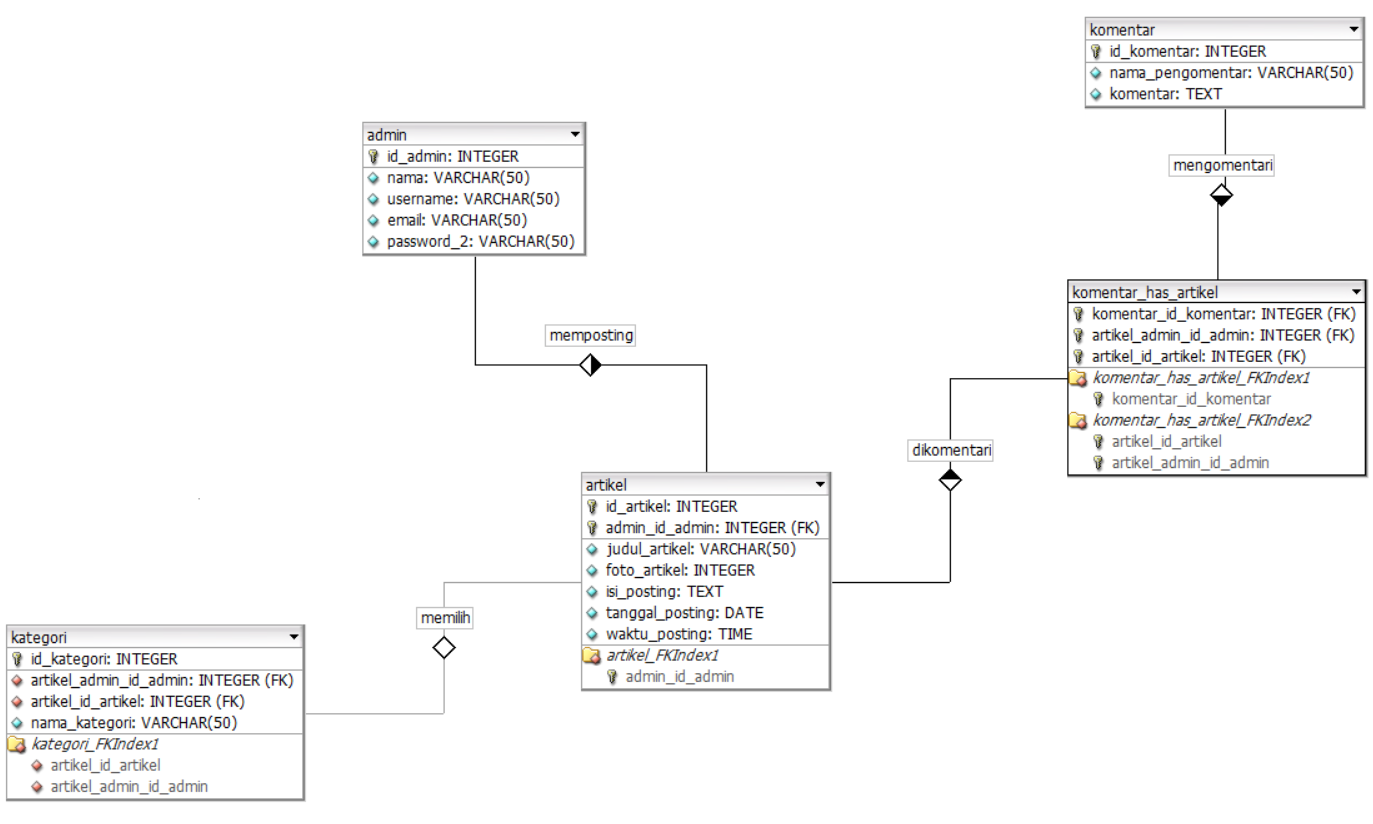 komentar
id_komentar: INTEGER
nama_pengomentar: VARCHAR(50)
komentar: TEXT
mengomentari
admin
id_admin: INTEGER
nama: VARCHAR(50)
username: VARCHAR(50)
email: VARCHAR(50)
password_2: VARCHAR(50)
memposting
komentar_has_artikel
komentar_id_komentar: INTEGER (FK)
artikel_admin_id_admin: INTEGER (FK)
artikel_id_artikel: INTEGER (FK)
komentar_has_artikel_FKIndex1
komentar_id_komentar
komentar_has_artikel_FKIndex2
artikel_id_artikel
artikel_admin_id_admin
dikomentari
artikel
id_artikel: INTEGER
admin_id_admin: INTEGER (FK)
judul_artikel: VARCHAR(50)
foto_artikel: INTEGER
isi_posting: TEXT
tanggal_posting: DATE
waktu_posting: TIME
artikel_FKIndex1
admin_id_admin
memilih
kategori
id_kategori: INTEGER
artikel_admin_id_admin: INTEGER (FK)
artikel_id_artikel: INTEGER (FK)
nama_kategori: VARCHAR(50)
kategori_FKIndex1
artikel_id_artikel
artikel_admin_id_admin